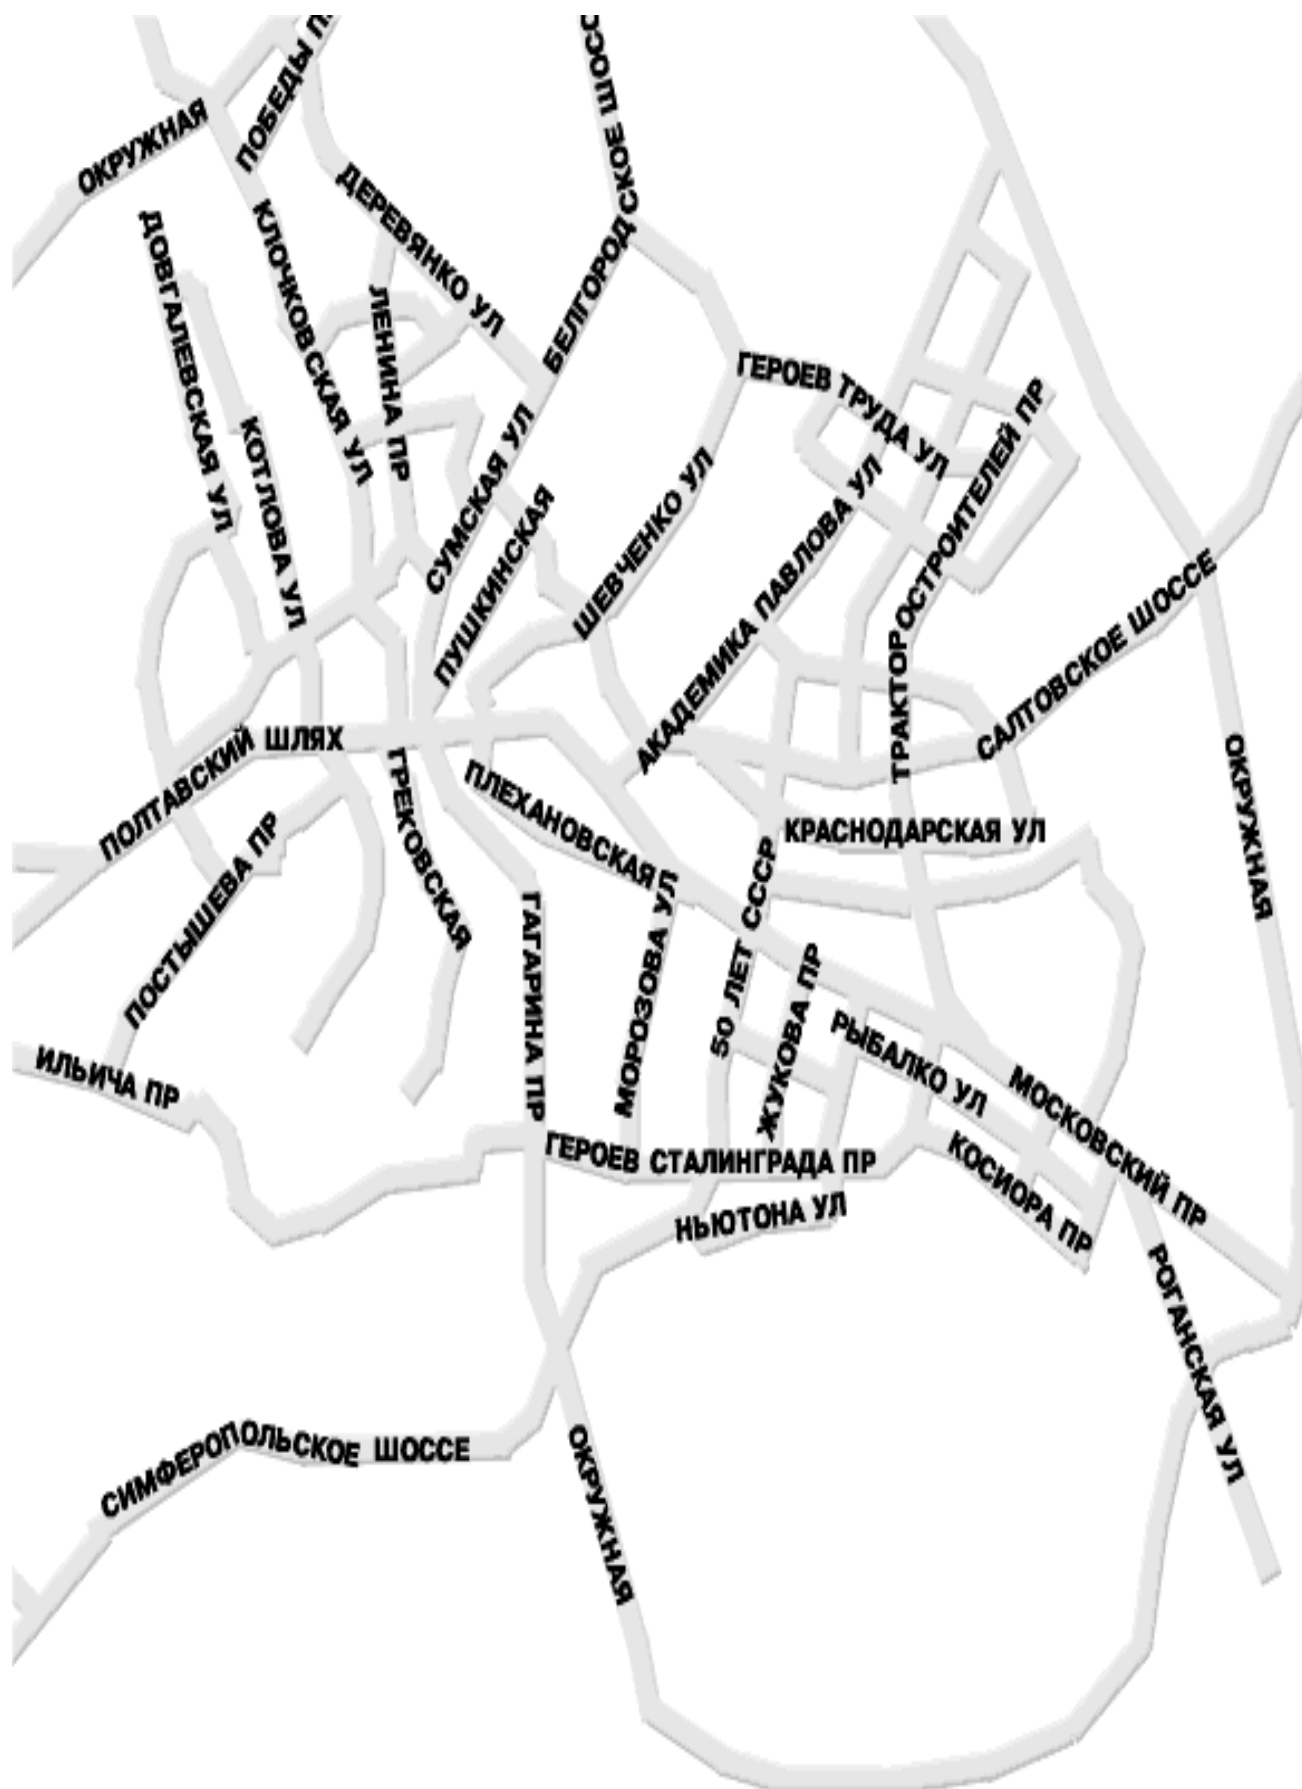 ПОБЕДЫ
ОКРУЖНАЯ
БЕЛГОРОДСКОЕ ШОСС
ДЕРЕВЯНКО УЛ
ДОВГАЛЕВСКАЯ УЛ
КЛОЧКОВСКАЯ УЛ
ЛЕНИНА ПР
КОТЛОВА УЛ
ГЕРОЕВ ТРУДА УЛ
СУМСКАЯ УЛ
ПУШКИНСКАЯ
ШЕВЧЕНКО УЛ
АКАДЕМИКА ПАВЛОВА УЛ
ТРАКТОРОСТРОИТЕЛЕЙ ПР
САЛТОВСКОЕ ШОССЕ
ОКРУЖНАЯ
ПОЛТАВСКИЙ ШЛЯХ
ГРЕКОВСКАЯ
ПЛЕХАНОВСКАЯ УЛ
КРАСНОДАРСКАЯ УЛ
ПОСТЫШЕВА ПР
ГАГАРИНА ПР
МОРОЗОВА УЛ
50 ЛЕТ СССР
ЖУКОВА ПР
РЫБАЛКО УЛ
МОСКОВСКИЙ ПР
ИЛЬИЧА ПР
ГЕРОЕВ СТАЛИНГРАДА ПР
КОСИОРА ПР
НЬЮТОНА УЛ
РОГАНСКАЯ УЛ
СИМФЕРОПОЛЬСКОЕ ШОССЕ
ОКРУЖНАЯ